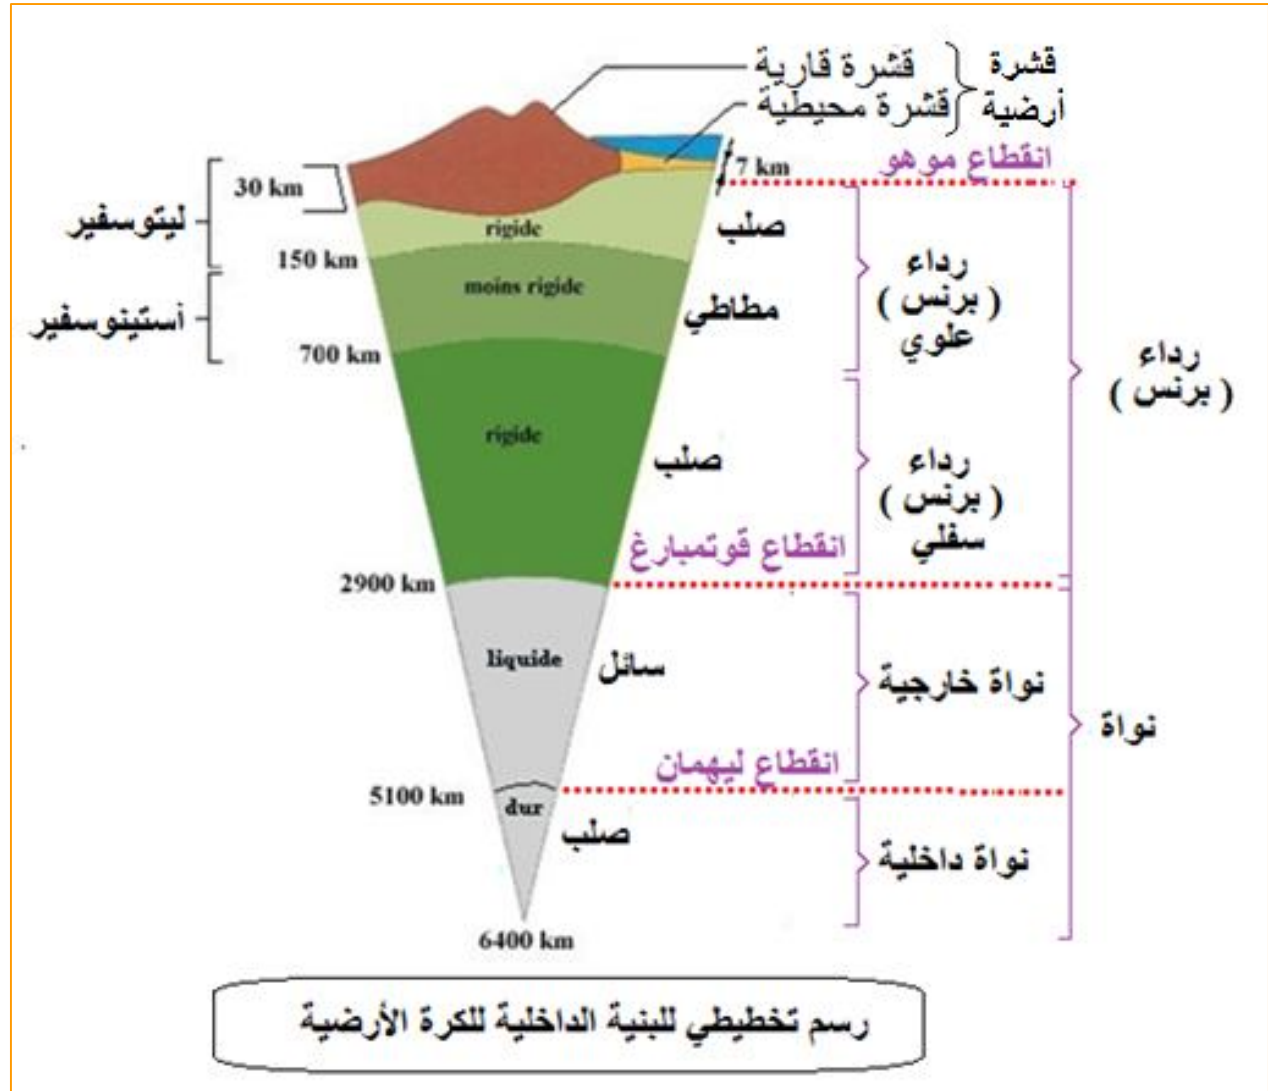 قشرة قارية
قشرة
قشرة محيطية
أرضية
انقطاع موهو
7 km
30 km
ليتوسفير
rigide
صلب
150 km
moins rigide
مطاطي
أستينوسفير
700 km
رداء
( برنس )
علوي
رداء
( برنس )
rigide
صلب
رداء
( برنس )
سفلي
انقطاع قوتمبارغ
2900 km
liquide
سائل
نواة خارجية
نواة
انقطاع ليهمان
5100 km
dur
صلب
نواة داخلية
6400 km
رسم تخطيطي للبنية الداخلية للكرة الأرضية